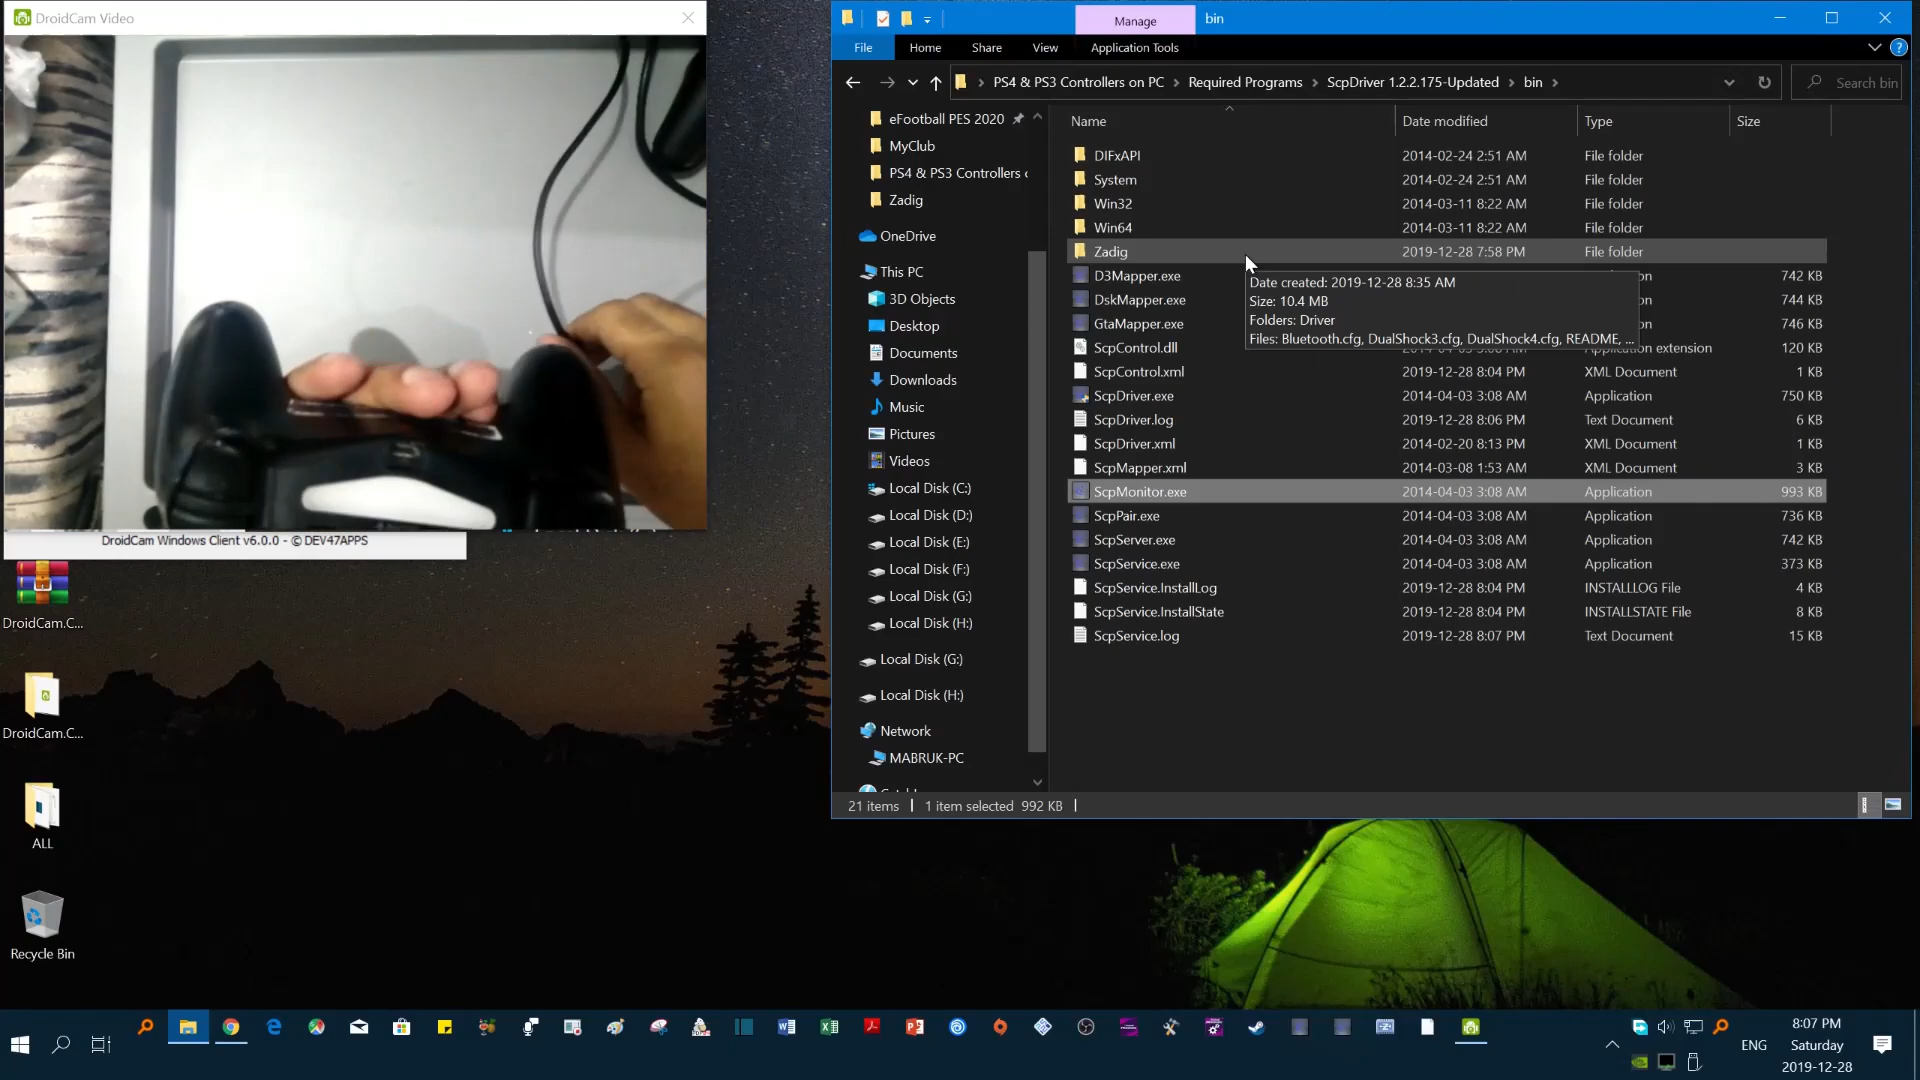 DroidCam Video
DroidCam Windows Client v6.0.0 - © DEV47APPS
DroidCam.C...
DroidCam.C...
ALL
Recycle Bin
Manage
bin
File
Home
Share
View
Application Tools
PS4 & PS3 Controllers on PC
Required Programs
ScpDriver 1.2.2.175-Updated
bin
Search bin
eFootball PES 2020
MyClub
PS4 & PS3 Controllers
Zadig
OneDrive
This PC
3D Objects
Desktop
Documents
Downloads
Music
Pictures
Videos
Local Disk (C:)
Local Disk (D:)
Local Disk (E:)
Local Disk (F:)
Local Disk (G:)
Local Disk (H:)
Local Disk (G:)
Local Disk (H:)
Network
MABRUK-PC
Name Date modified Type Size
DIFxAPI 2014-02-24 2:51 AM File folder
System 2014-02-24 2:51 AM File folder
Win32 2014-03-11 8:22 AM File folder
Win64 2014-03-11 8:22 AM File folder
Zadig 2019-12-28 7:58 PM File folder
D3Mapper.exe 742 KB
DskMapper.exe 744 KB
GtaMapper.exe 746 KB
ScpControl.dll extension 120 KB
Date created: 2019-12-28 8:35 AM
Size: 10.4 MB
Folders: Driver
Files: Bluetooth.cfg, DualShock3.cfg, DualShock4.cfg, README, ...
ScpControl.xml 2019-12-28 8:04 PM XML Document 1 KB
ScpDriver.exe 2014-04-03 3:08 AM Application 750 KB
ScpDriver.log 2019-12-28 8:06 PM Text Document 6 KB
ScpDriver.xml 2014-02-20 8:13 PM XML Document 1 KB
ScpMapper.xml 2014-03-08 1:53 AM XML Document 3 KB
ScpMonitor.exe 2014-04-03 3:08 AM Application 993 KB
ScpPair.exe 2014-04-03 3:08 AM Application 736 KB
ScpServer.exe 2014-04-03 3:08 AM Application 742 KB
ScpService.exe 2014-04-03 3:08 AM Application 373 KB
ScpService.InstallLog 2019-12-28 8:04 PM INSTALLLOG File 4 KB
ScpService.InstallState 2019-12-28 8:04 PM INSTALLSTATE File 8 KB
ScpService.log 2019-12-28 8:07 PM Text Document 15 KB
21 items
1 item selected 992 KB
ENG
8:07 PM
Saturday
2019-12-28